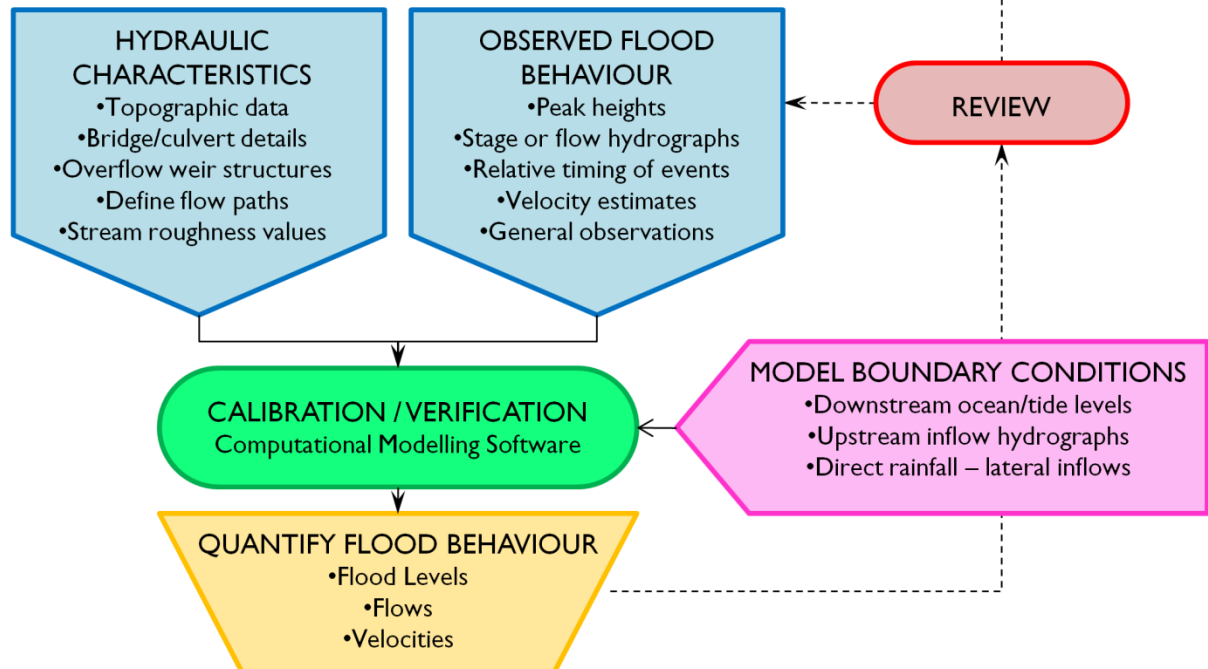 HYDRAULIC
CHARACTERISTICS
•Topographic data
•Bridge/culvert details
•Overflow weir structures
•Define flow paths
•Stream roughness values
OBSERVED FLOOD
BEHAVIOUR
•Peak heights
•Stage or flow hydrographs
•Relative timing of events
•Velocity estimates
•General observations
REVIEW
CALIBRATION / VERIFICATION
Computational Modelling Software
MODEL BOUNDARY CONDITIONS
•Downstream ocean/tide levels
•Upstream inflow hydrographs
•Direct rainfall – lateral inflows
QUANTIFY FLOOD BEHAVIOUR
•Flood Levels
•Flows
•Velocities